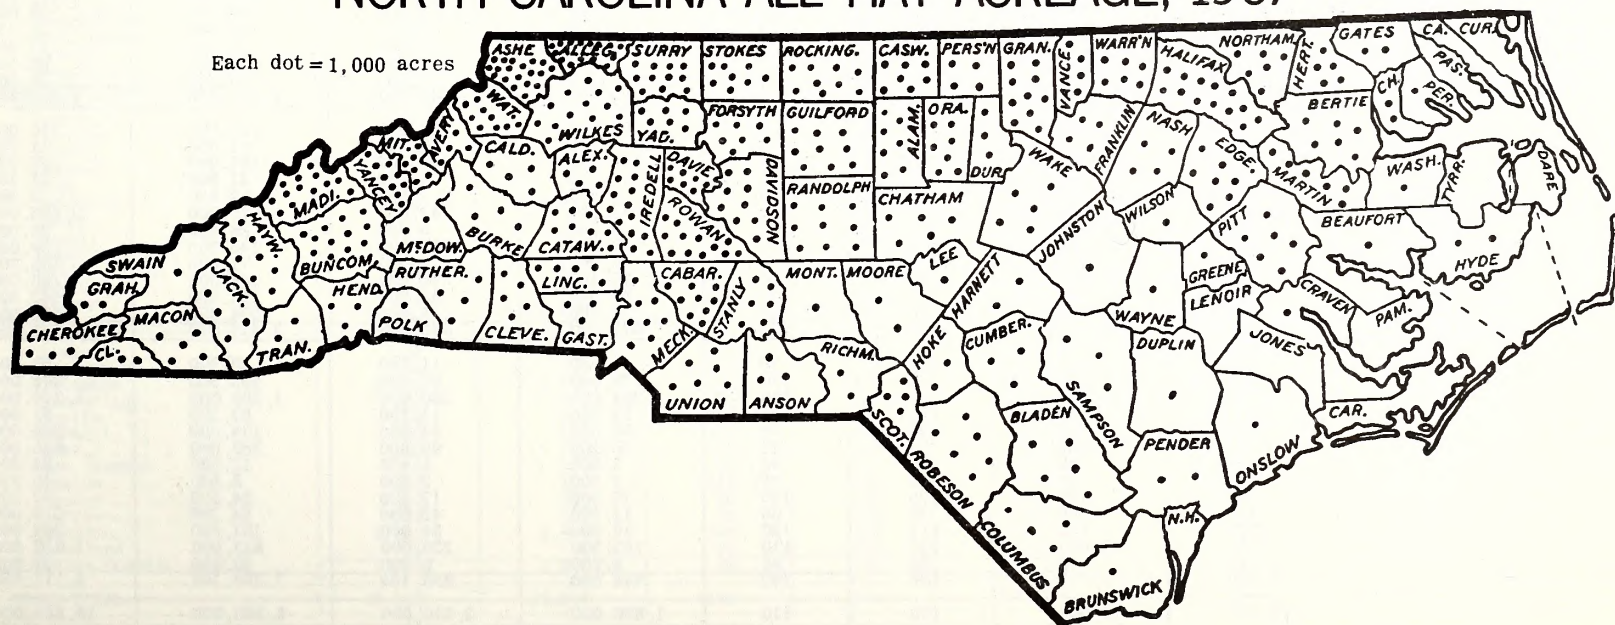 NORTH CAROLINA ALL HAY ACREAGE,
Each dot = 1,000 acres
ASHE
ALLEG.
SURRY
STOKES
ROCKING.
CASW.
PERS'N
GRAN.
VANCE
WARR'N
HALIFAX
NORTHAM.
HERT.
GATES
CA.
CUR.
PAS.
PER.
CH.
BERTIE
WAT.
WILKES
YAD.
FORSYTH
GUILFORD
ALAM.
ORA.
DUR.
FRANKLIN
NASH
EDGE.
MARTIN
WASH.
TYRR.
DARE
MIT.
AVERY
YANCEY
MADI.
CALD.
ALEX.
IREDELL
DAVIE
DAVIDSON
RANDOLPH
CHATHAM
WAKE
JOHNSTON
WILSON
PITT
BEAUFORT
HYDE
HAYW.
BUNCOM.
McDOW.
BURKE
CATAW.
ROWAN
SWAIN
GRAH.
JACK.
HEND.
RUTHER.
LINC.
CABAR.
STANLY
MONT.
MOORE
LEE
HARNETT
WAYNE
GREENE
LENOIR
CRAVEN
PAM.
CHEROKEE
CL.
MACON
TRAN.
POLK
CLEVE.
GAST.
MECK.
UNION
ANSON
RICHM.
HOKE
CUMBER.
SAMPSON
DUPLIN
JONES
CAR.
SCOT.
ROBESON
BLADEN
PENDER
ONSLOW
COLUMBUS
BRUNSWICK
N.H.